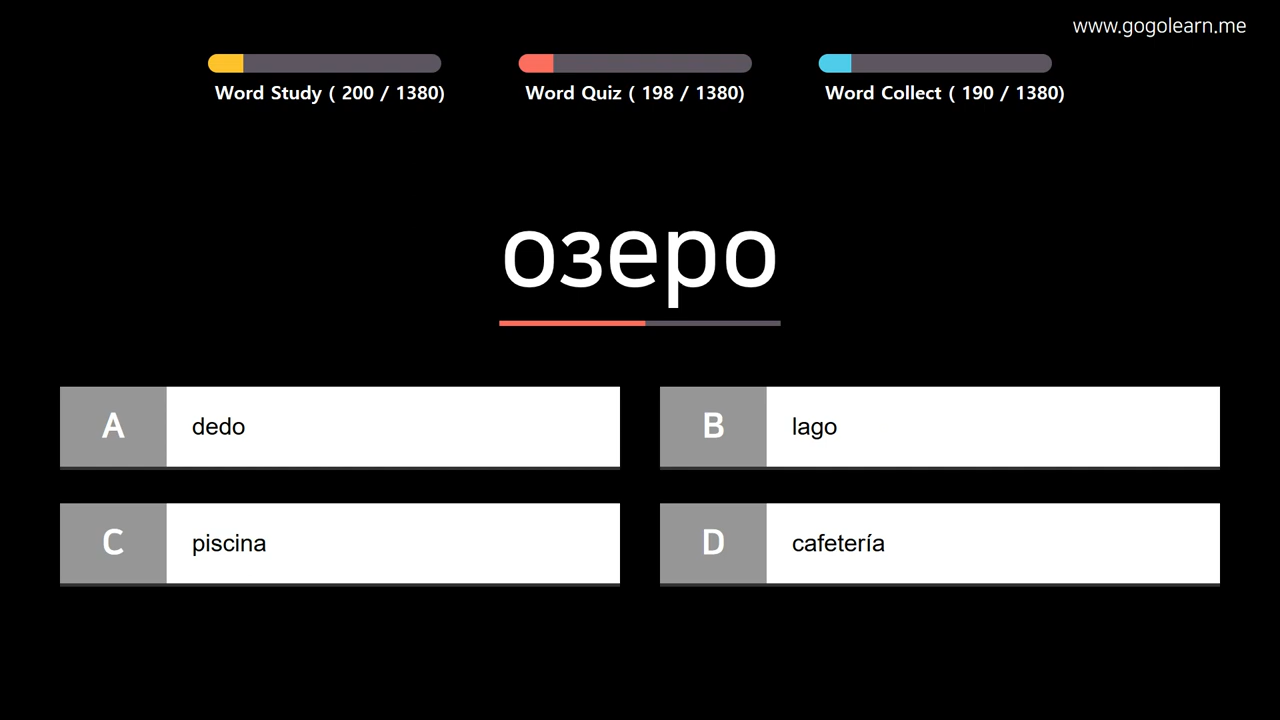 www.gogolearn.me
Word Study ( 200 / 1380)
Word Quiz ( 198 / 1380)
Word Collect ( 190 / 1380)
озеро
A dedo
B lago
C piscina
D cafetería